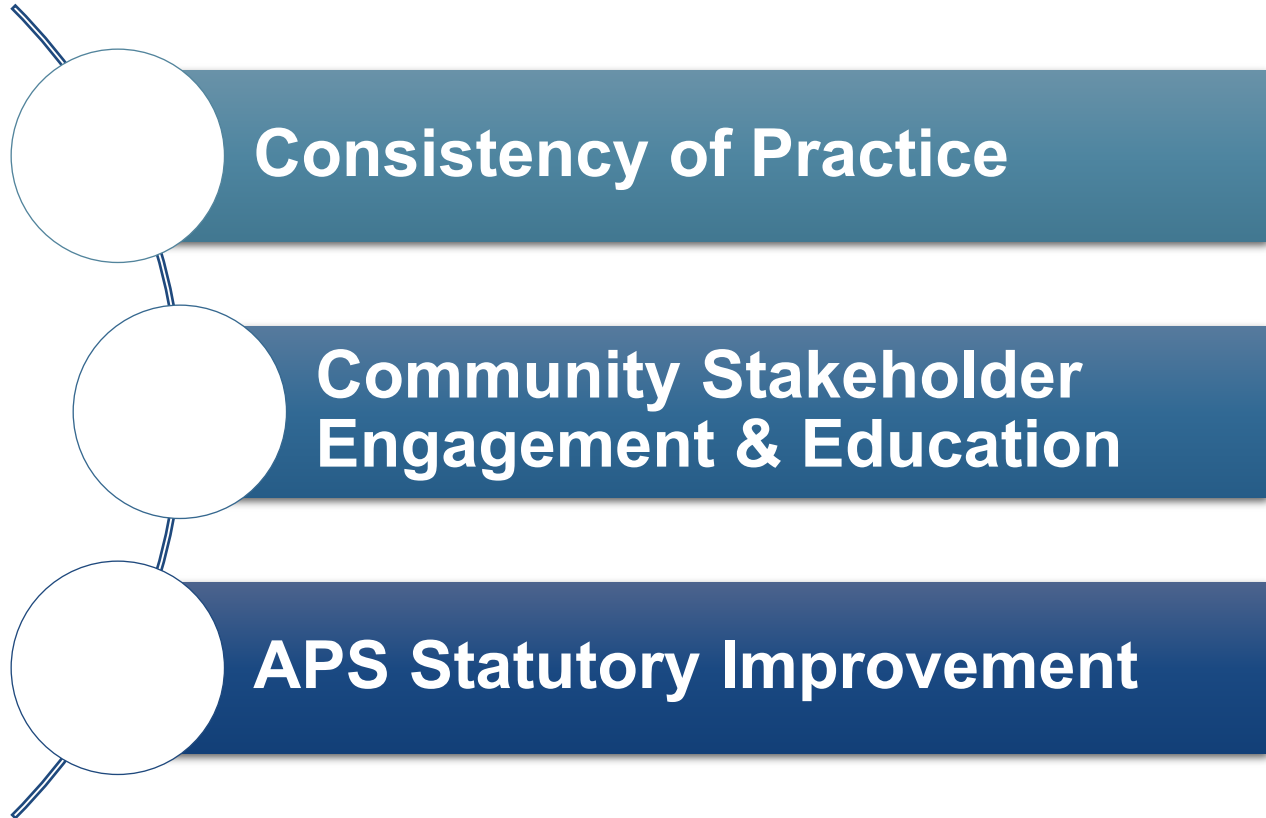 Consistency of Practice
Community Stakeholder
Engagement & Education
APS Statutory Improvement